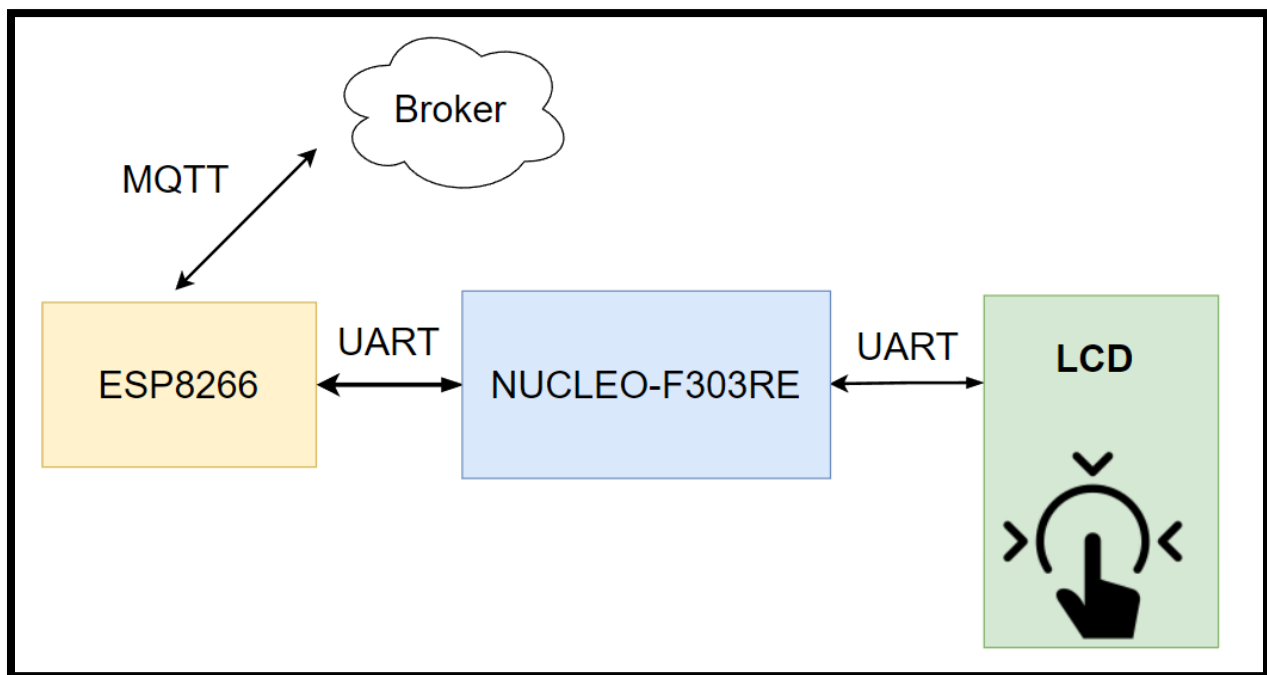 Broker
MQTT
UART
UART
LCD
ESP8266
NUCLEO-F303RE